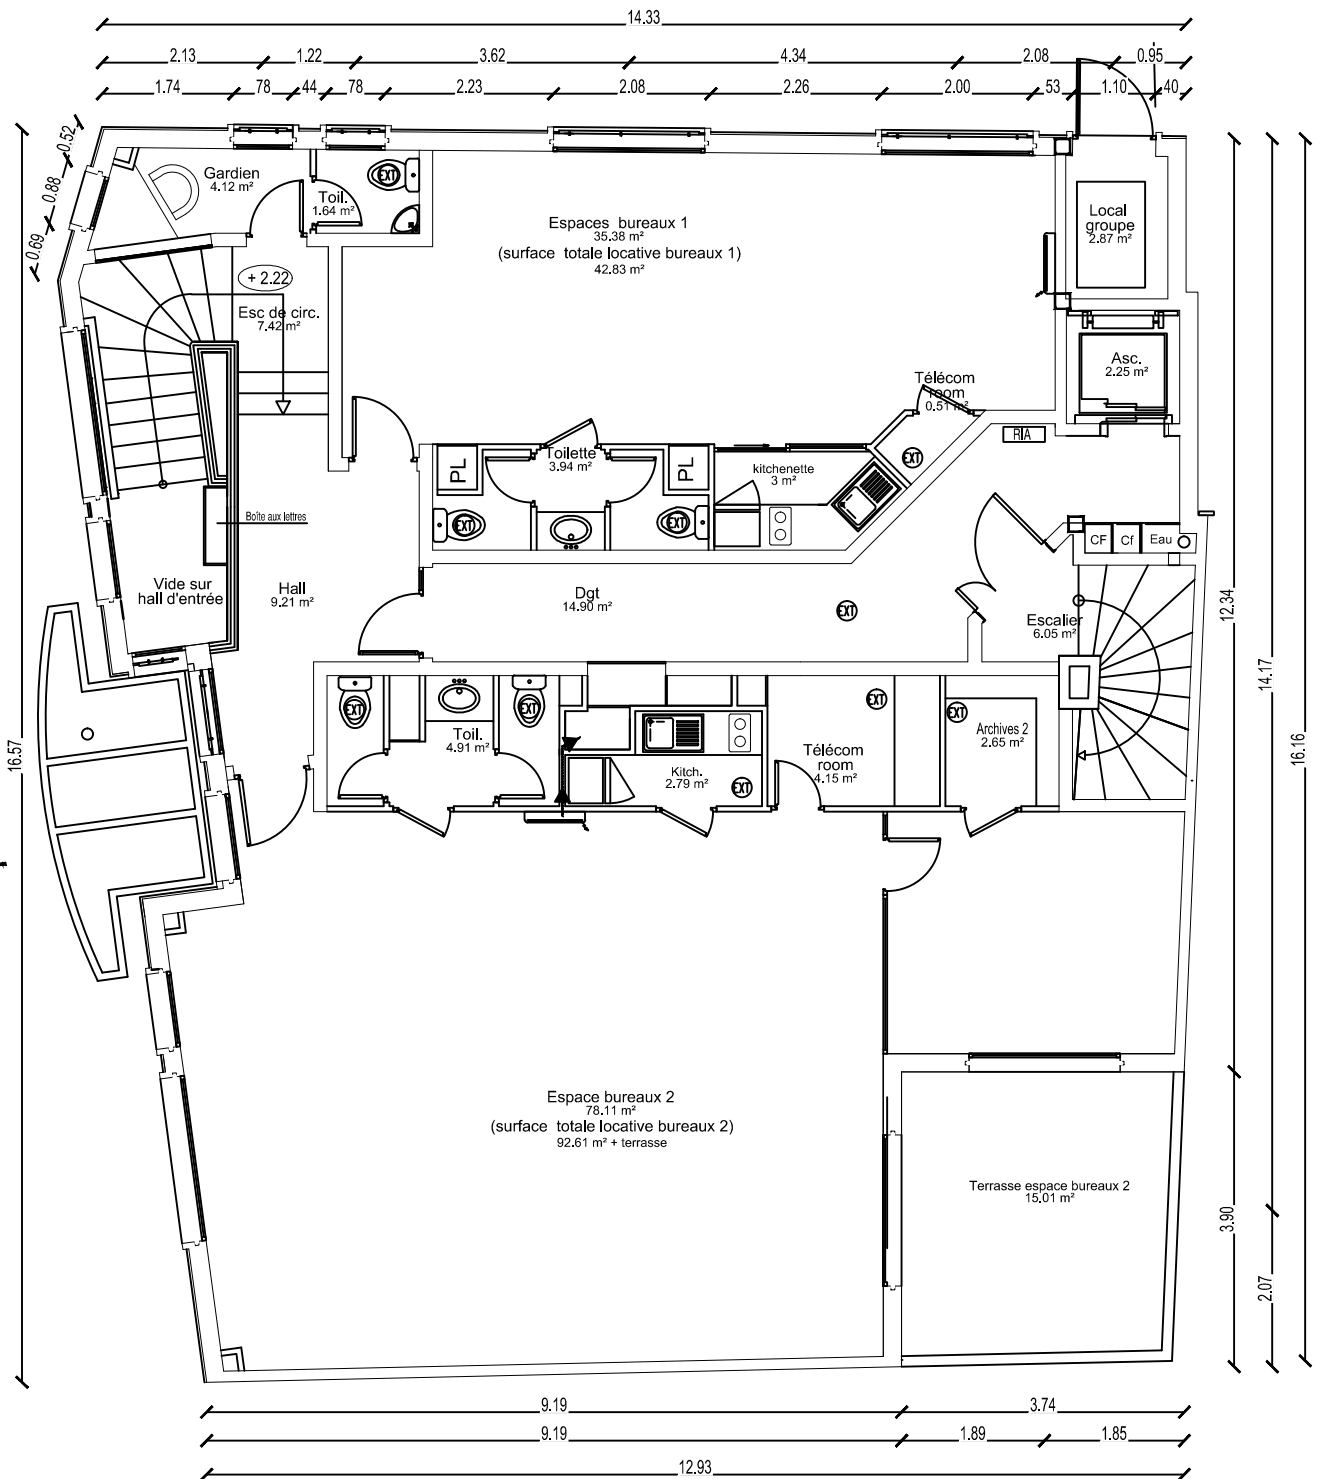 14.33
2.13 1.22 3.62 4.34 2.08 0.95
1.74 78 44 78 2.23 2.08 2.26 2.00 53 1.10 40
0.52
0.88
0.69
16.57
Gardien
4.12 m²
Toil.
1.64 m²
EXT
Espaces bureaux 1
35.38 m²
(surface totale locative bureaux 1)
42.83 m²
Local
groupe
2.87 m²
+ 2.22
Esc de circ.
7.42 m²
Asc.
2.25 m²
Télécom
room
0.51 m²
EXT
RIA
PL
Toilette
3.94 m²
PL
kitchenette
3 m²
EXT
EXT
Boîte aux lettres
CF Cf Eau
Vide sur
hall d'entrée
Hall
9.21 m²
Dgt
14.90 m²
EXT
Escalier
6.05 m²
12.34
14.17
16.16
EXT
EXT
Toil.
4.91 m²
Kitch.
2.79 m²
EXT
EXT
Télécom
room
4.15 m²
EXT
Archives 2
2.65 m²
Espace bureaux 2
78.11 m²
(surface totale locative bureaux 2)
92.61 m² + terrasse
Terrasse espace bureaux 2
15.01 m²
3.90
2.07
9.19 3.74
9.19 1.89 1.85
12.93